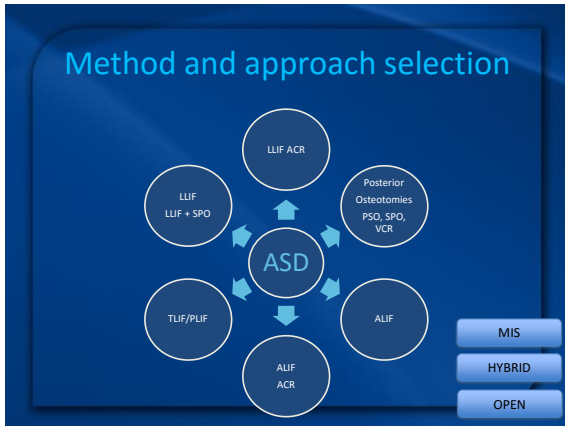 Method and approach selection
LLIF ACR
Posterior
Osteotomies
PSO, SPO,
VCR
LLIF
LLIF + SPO
ASD
TLIF/PLIF
ALIF
ALIF
ACR
MIS
HYBRID
OPEN